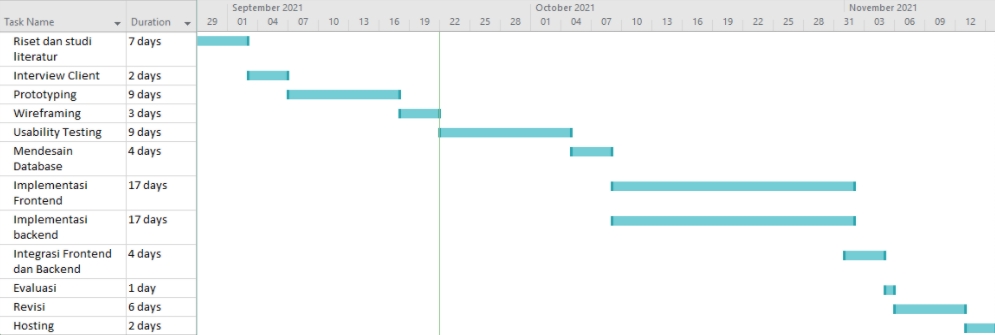 September 2021 October 2021 November 2021
Task Name Duration 29 01 04 07 10 13 16 19 22 25 28 01 04 07 10 13 16 19 22 25 28 31 03 06 09 12
Riset dan studi 7 days
literatur
Interview Client 2 days
Prototyping 9 days
Wireframing 3 days
Usability Testing 9 days
Mendesain 4 days
Database
Implementasi 17 days
Frontend
Implementasi 17 days
backend
Integrasi Frontend 4 days
dan Backend
Evaluasi 1 day
Revisi 6 days
Hosting 2 days